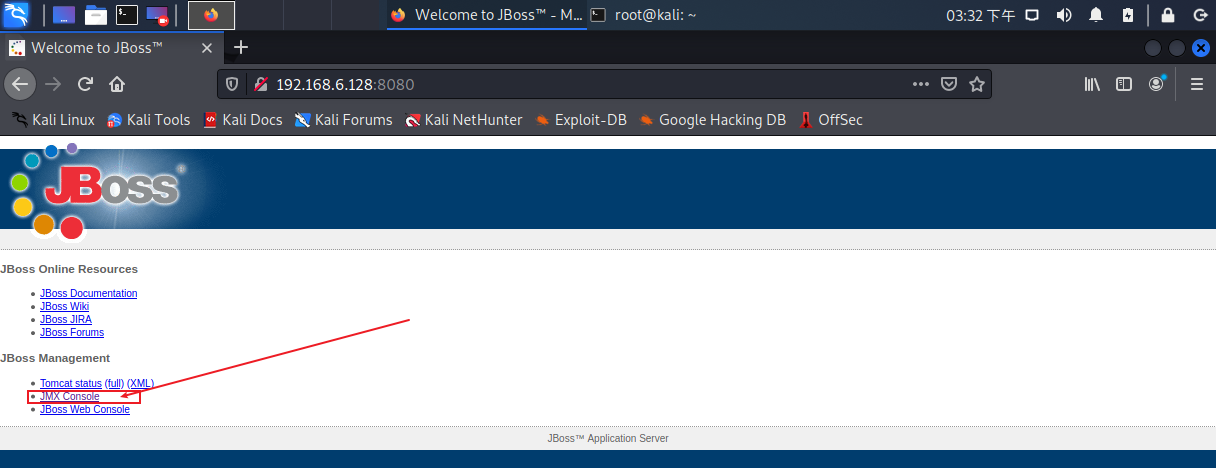 Welcome to JBoss™ - M...
root@kali: ~
03:32 下午
Welcome to JBoss™
192.168.6.128:8080
Kali Linux
Kali Tools
Kali Docs
Kali Forums
Kali NetHunter
Exploit-DB
Google Hacking DB
OffSec
JBoss®
JBoss Online Resources
JBoss Documentation
JBoss Wiki
JBoss JIRA
JBoss Forums
JBoss Management
Tomcat status (full) (XML)
JMX Console
JBoss Web Console
JBoss™ Application Server